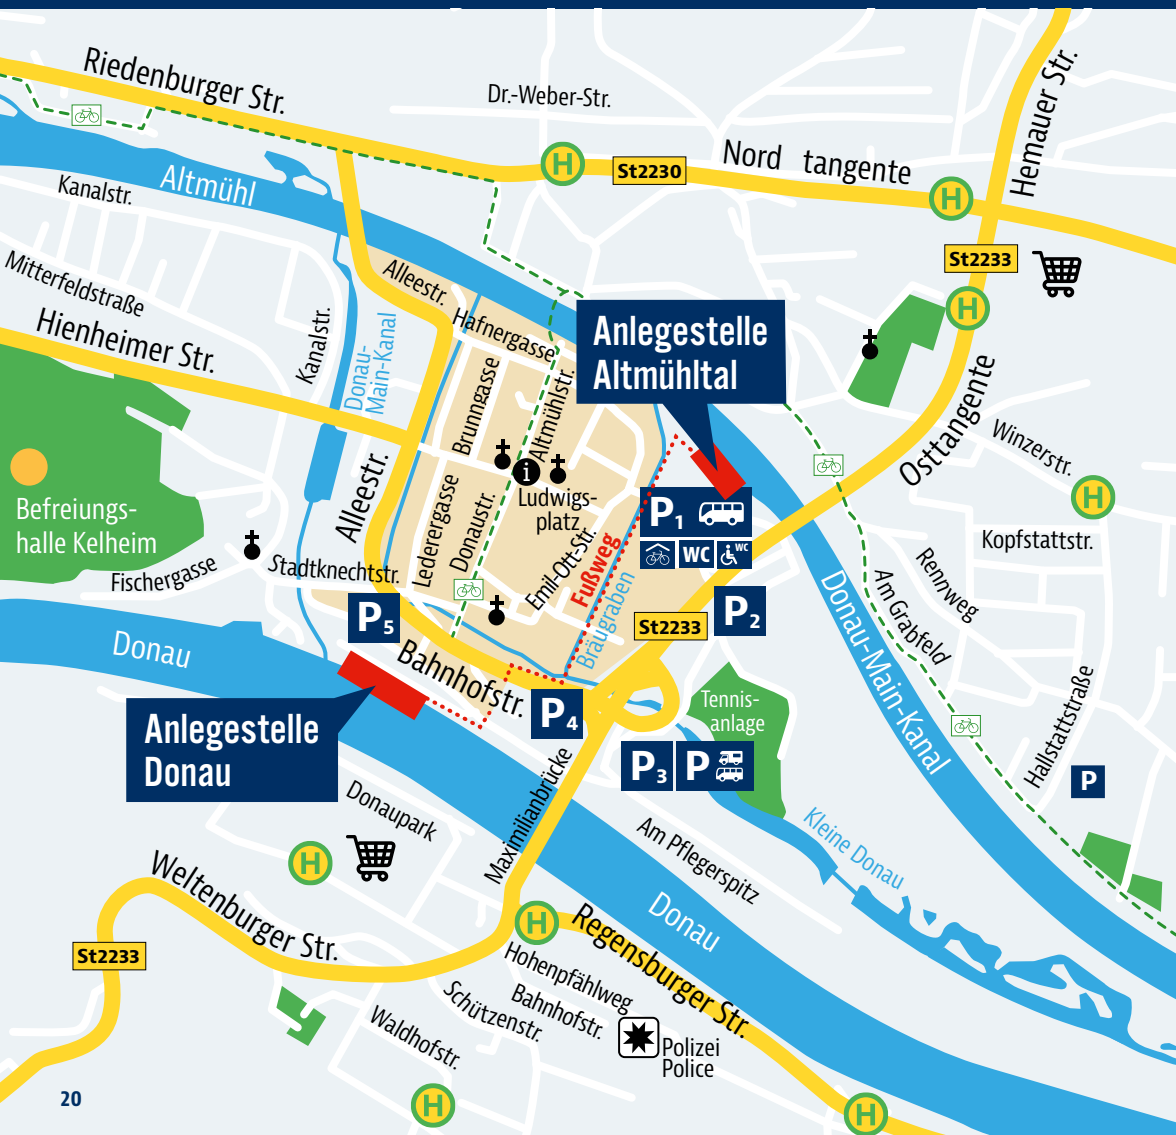 Riedenburger Str.
Dr.-Weber-Str.
Hemauer Str.
Altmühl
Kanalstr.
H
St2230
Nord tangente
H
Mitterfeldstraße
Hienheimer Str.
Kanalstr.
Donau-
Main-Kanal
Alleestr.
Hafnergasse
St2233
H
Anlegestelle
Altmühltal
Brunngasse
Altmühlstr.
Osttangente
Winzerstr.
H
Kopfstattstr.
Befreiungs-
halle Kelheim
Alleestr.
Lederergasse
Donaustr.
i
Ludwigs-
platz
Emil-Ott-Str.
Fußweg
Bräugraben
P1
WC
WC
Fischergasse
Stadtknechtstr.
P5
St2233
P2
Donau-Main-Kanal
Am Grabfeld
Rennweg
Hallstattstraße
P
Donau
Bahnhofstr.
P4
Tennis-
anlage
Anlegestelle
Donau
P3
P
Maximilianbrücke
Donaupark
H
Kleine Donau
Am Pflegerspitz
Weltenburger Str.
St2233
H
Donau
Regensburger Str.
Hohenpfählweg
Bahnhofstr.
Schützenstr.
Waldhofstr.
Polizei
Police
20
H
H